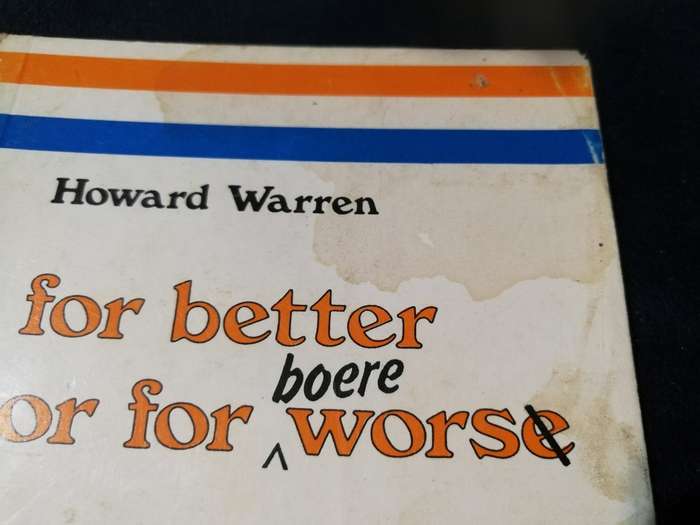 Howard Warren
for better
boere
or for ^ worse